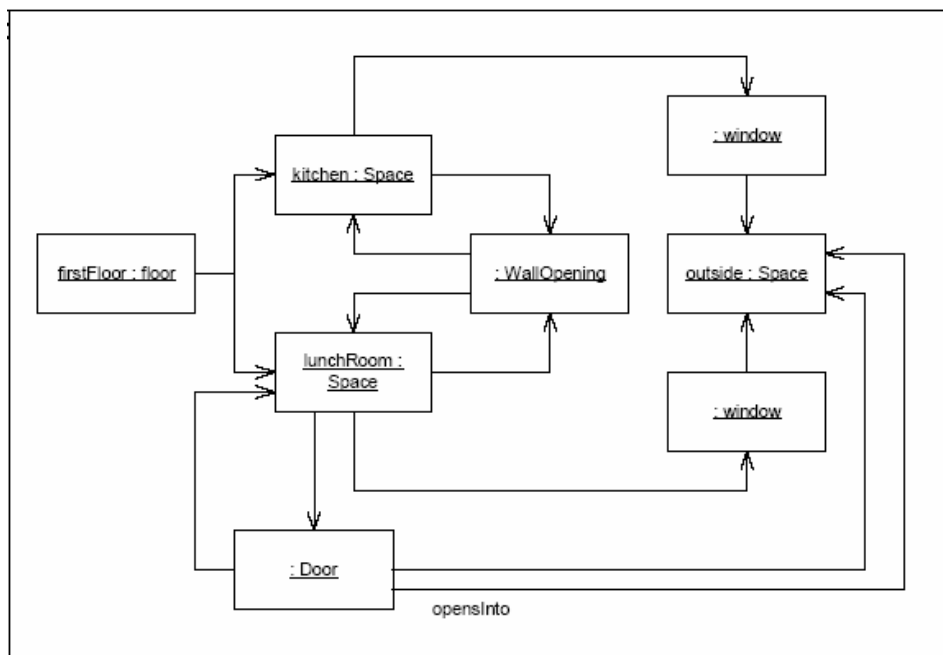 : window
kitchen : Space
firstFloor : floor
: WallOpening
outside : Space
lunchRoom :
Space
: window
: Door
opensInto